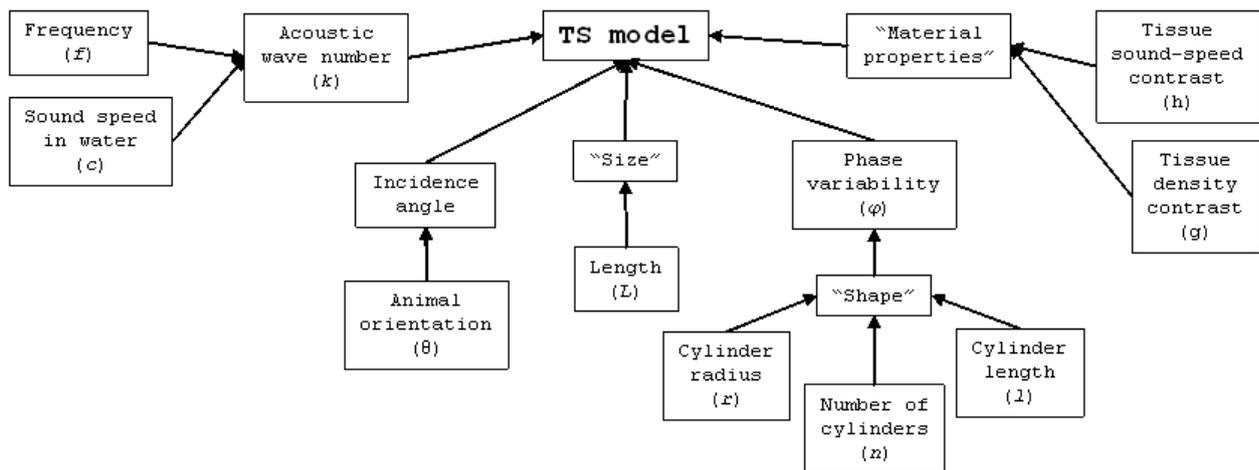 Frequency
(f)
Acoustic
wave number
(k)
TS model
“Material
properties”
Tissue
sound-speed
contrast
(h)
Sound speed
in water
(c)
Incidence
angle
“Size”
Phase
variability
(φ)
Tissue
density
contrast
(g)
Animal
orientation
(θ)
Length
(L)
“Shape”
Cylinder
radius
(r)
Number of
cylinders
(n)
Cylinder
length
(l)